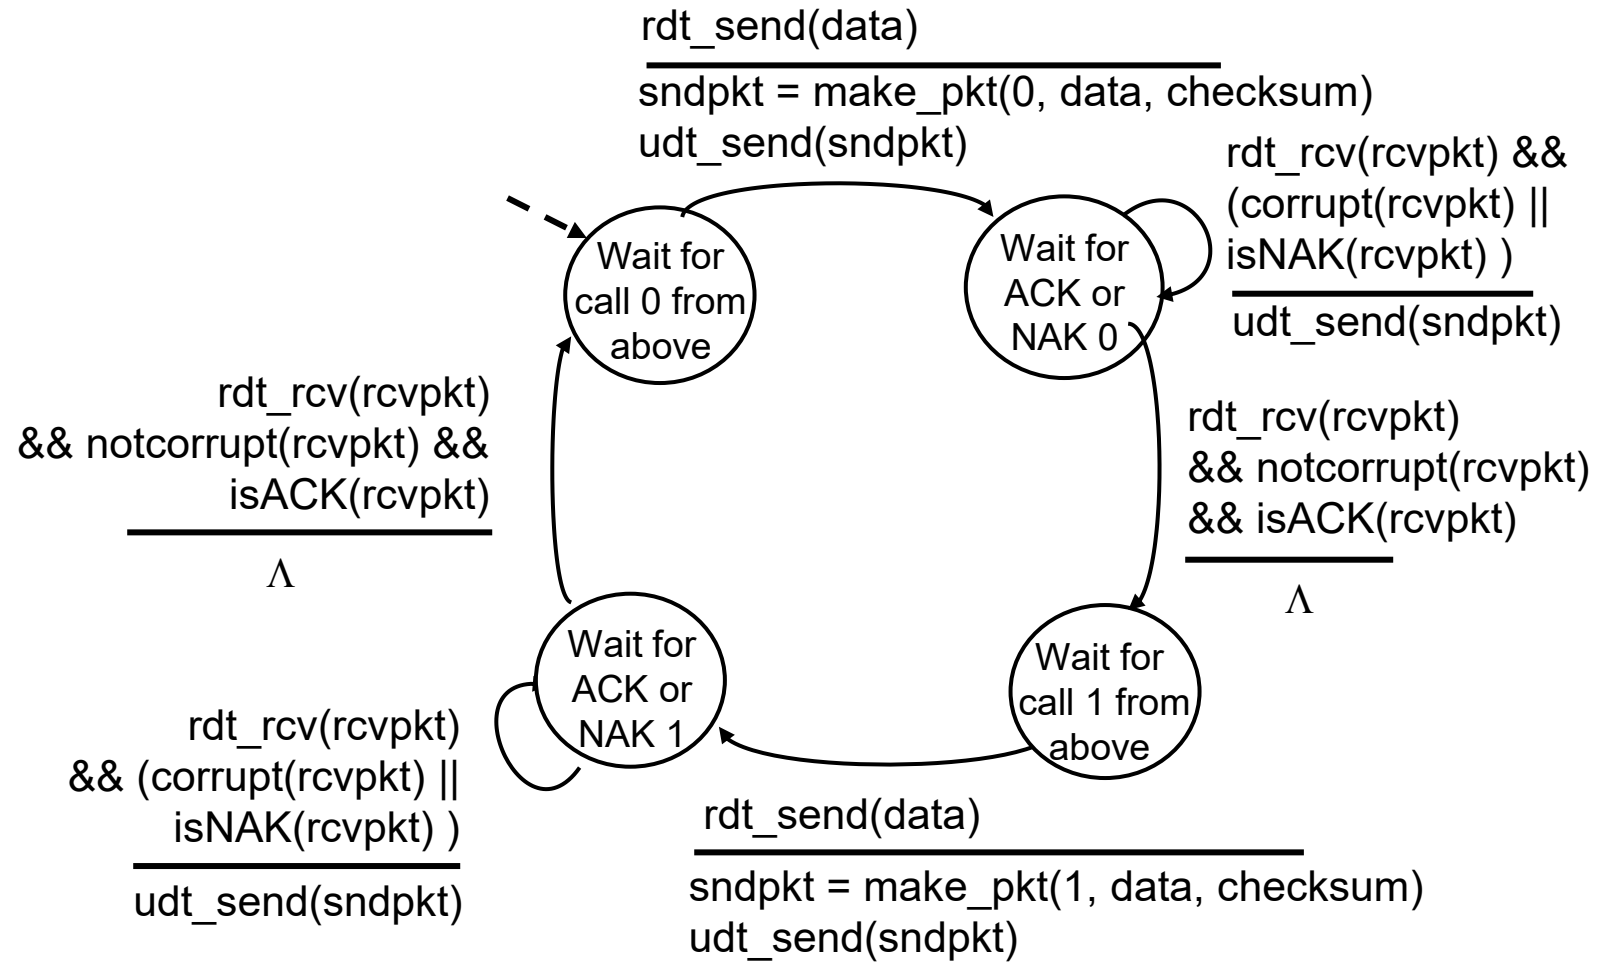 rdt_send(data)
sndpkt = make_pkt(0, data, checksum)
udt_send(sndpkt)
rdt_rcv(rcvpkt) &&
(corrupt(rcvpkt) ||
isNAK(rcvpkt) )
udt_send(sndpkt)
Wait for
call 0 from
above
Wait for
ACK or
NAK 0
rdt_rcv(rcvpkt)
&& notcorrupt(rcvpkt) &&
isACK(rcvpkt)
Λ
rdt_rcv(rcvpkt)
&& notcorrupt(rcvpkt)
&& isACK(rcvpkt)
Λ
Wait for
ACK or
NAK 1
Wait for
call 1 from
above
rdt_rcv(rcvpkt)
&& (corrupt(rcvpkt) ||
isNAK(rcvpkt) )
udt_send(sndpkt)
rdt_send(data)
sndpkt = make_pkt(1, data, checksum)
udt_send(sndpkt)